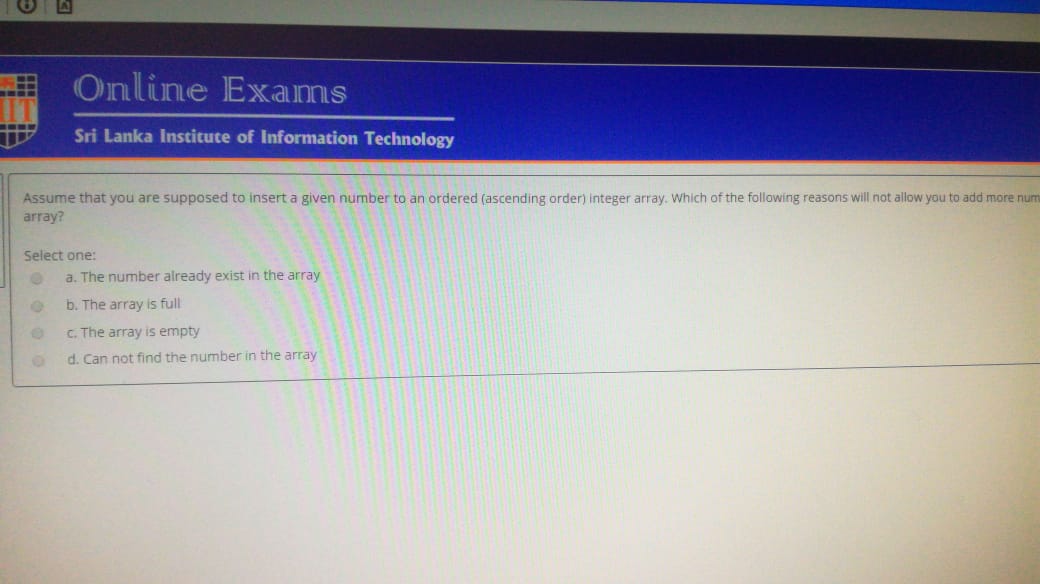 Online Exams
Sri Lanka Institute of Information Technology
IIT
Assume that you are supposed to insert a given number to an ordered (ascending order) integer array. Which of the following reasons will not allow you to add more num
array?
Select one:
a. The number already exist in the array
b. The array is full
c. The array is empty
d. Can not find the number in the array